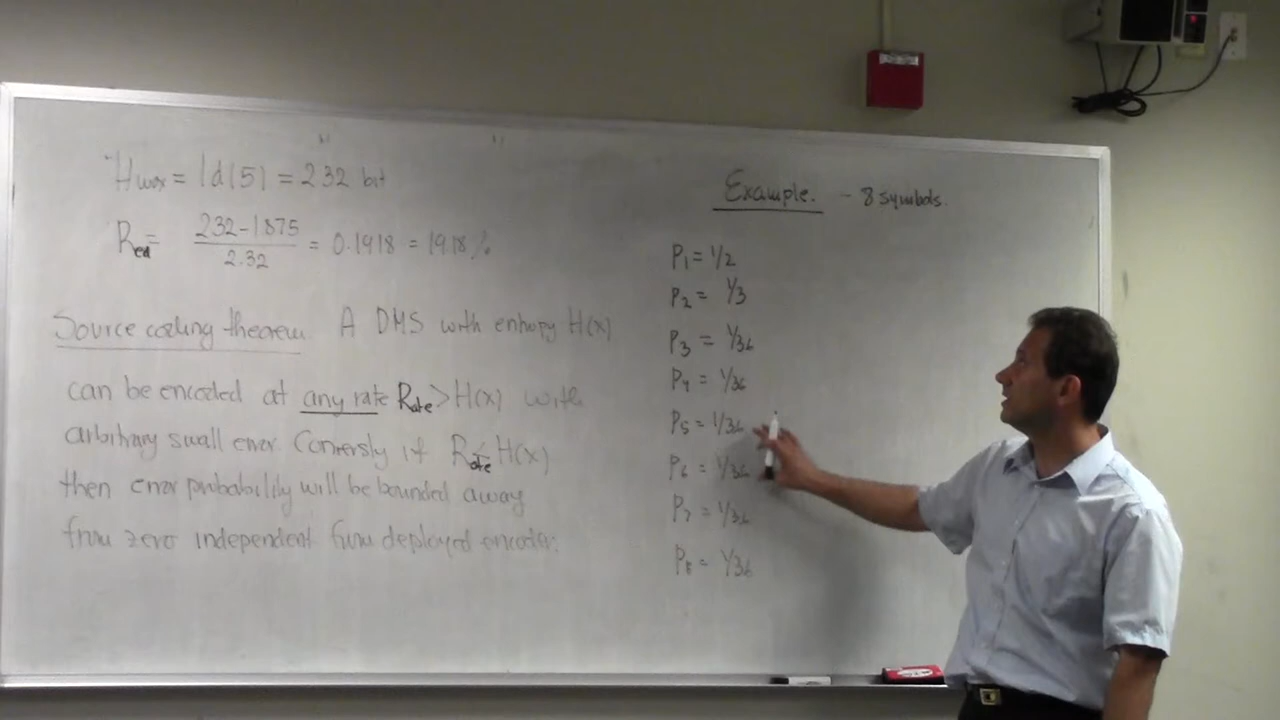 Hmax = ld(5) = 2.32 bit
Red = 2.32-1.875 / 2.32 = 0.1918 = 19.18%
Source coding theorem A DMS with entropy H(x)
can be encoded at any rate Rate > H(x) with
arbitrary small error. Conversly if Rate < H(x)
then error probability will be bounded away
from zero independent from deployed encoder.
Example. - 8 symbols.
P1 = 1/2
P2 = 1/3
P3 = 1/36
P4 = 1/36
P5 = 1/36
P6 = 1/36
P7 = 1/36
P8 = 1/36